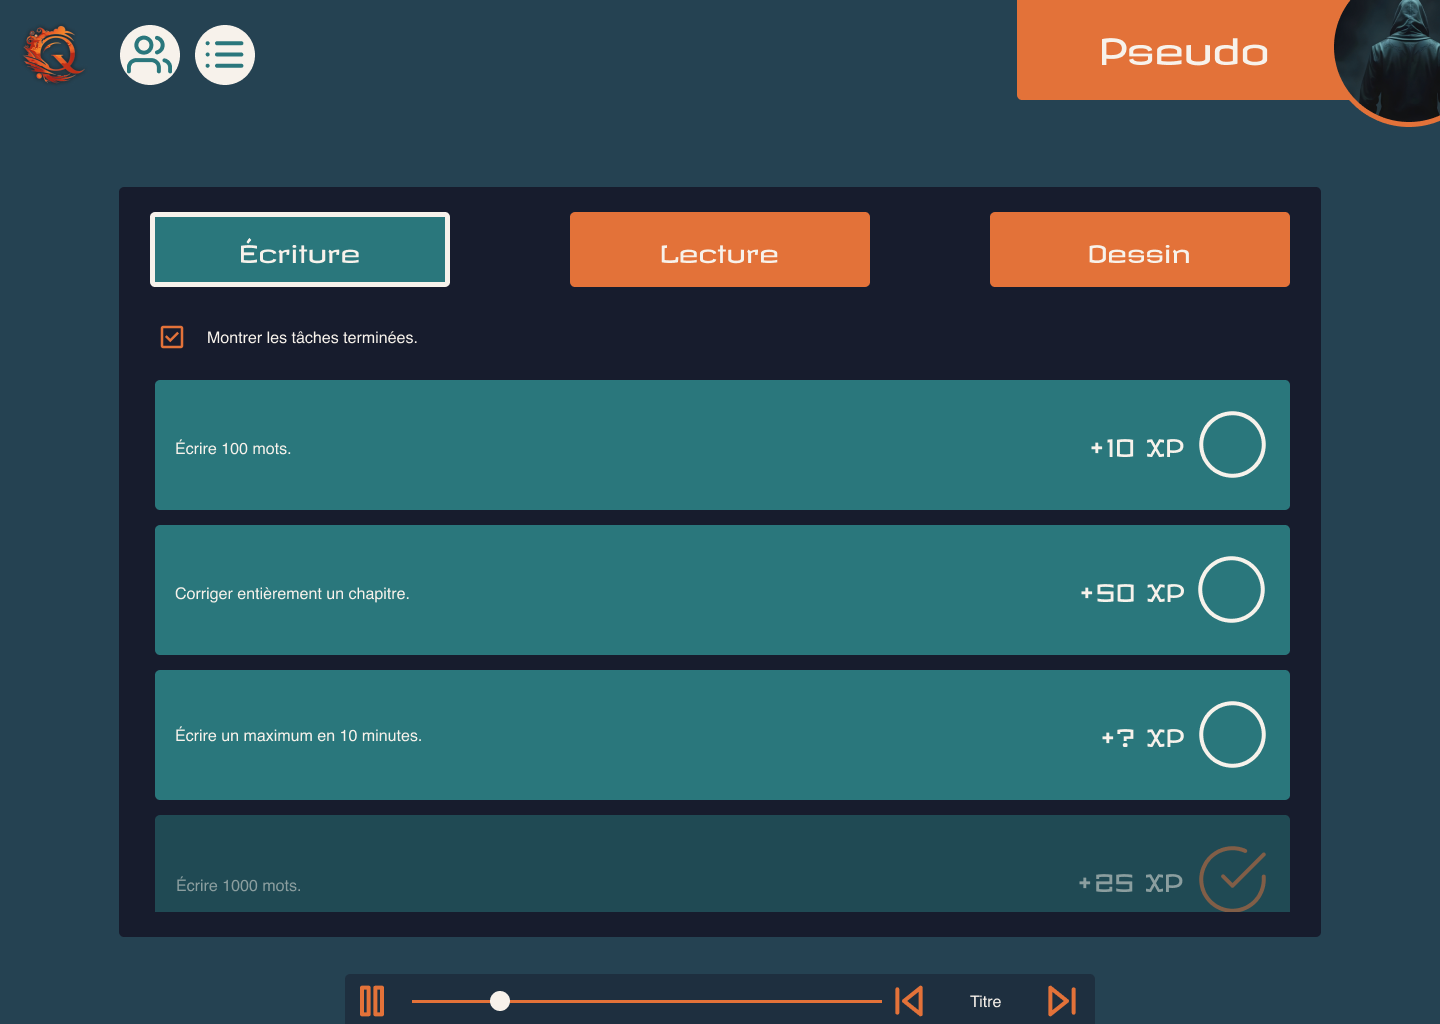 Pseudo
Écriture
Lecture
Dessin
Montrer les tâches terminées.
Écrire 100 mots.
+10 XP
Corriger entièrement un chapitre.
+50 XP
Écrire un maximum en 10 minutes.
+? XP
Écrire 1000 mots.
+25 XP
Titre